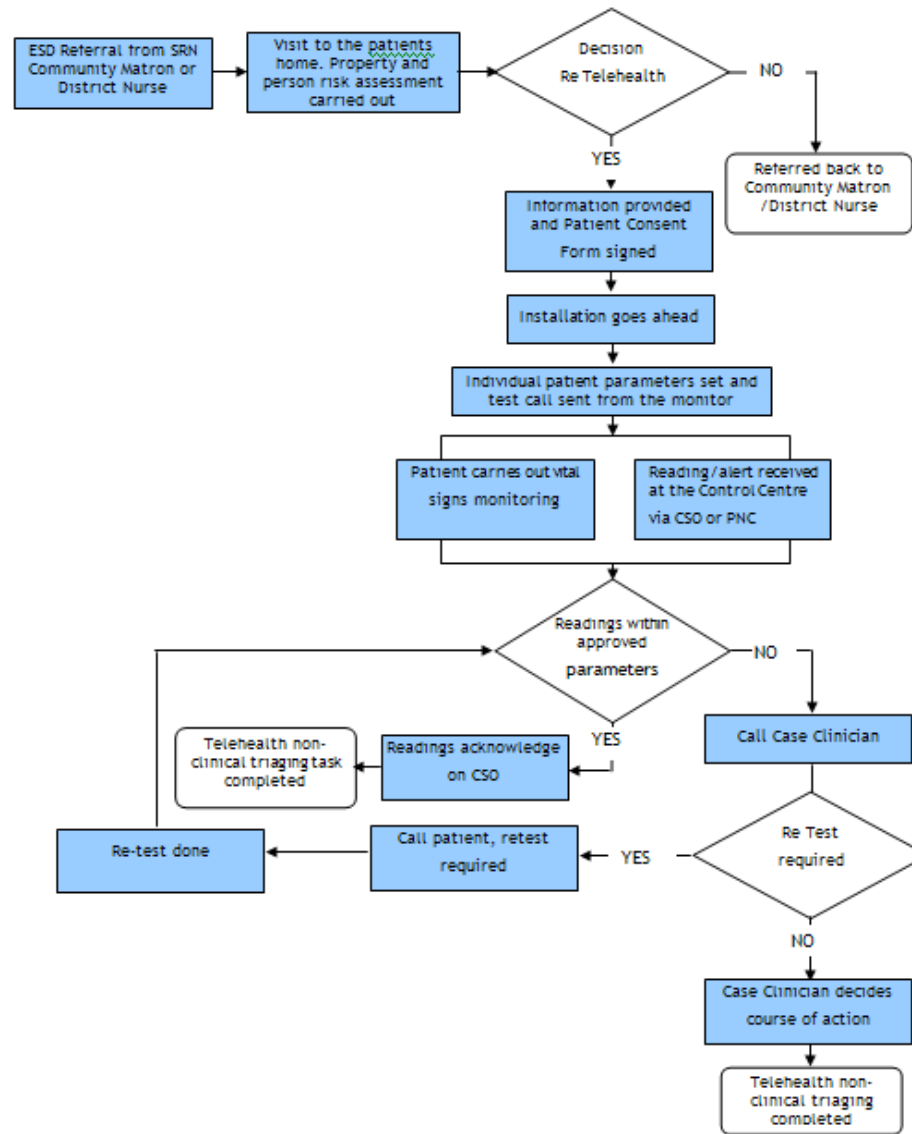 ESD Referral from SRN
Community Matron or
District Nurse
Visit to the patients
home. Property and
person risk assessment
carried out
Decision
Re Telehealth
NO
YES
Referred back to
Community Matron
/District Nurse
Information provided
and Patient Consent
Form signed
Installation goes ahead
Individual patient parameters set and
test call sent from the monitor
Patient carries out vital
signs monitoring
Reading/alert received
at the Control Centre
via CSO or PNC
Readings within
approved
parameters
NO
YES
Call Case Clinician
Readings acknowledge
on CSO
Telehealth non-
clinical triaging task
completed
Re Test
required
YES
Call patient, retest
required
Re-test done
NO
Case Clinician decides
course of action
Telehealth non-
clinical triaging
completed